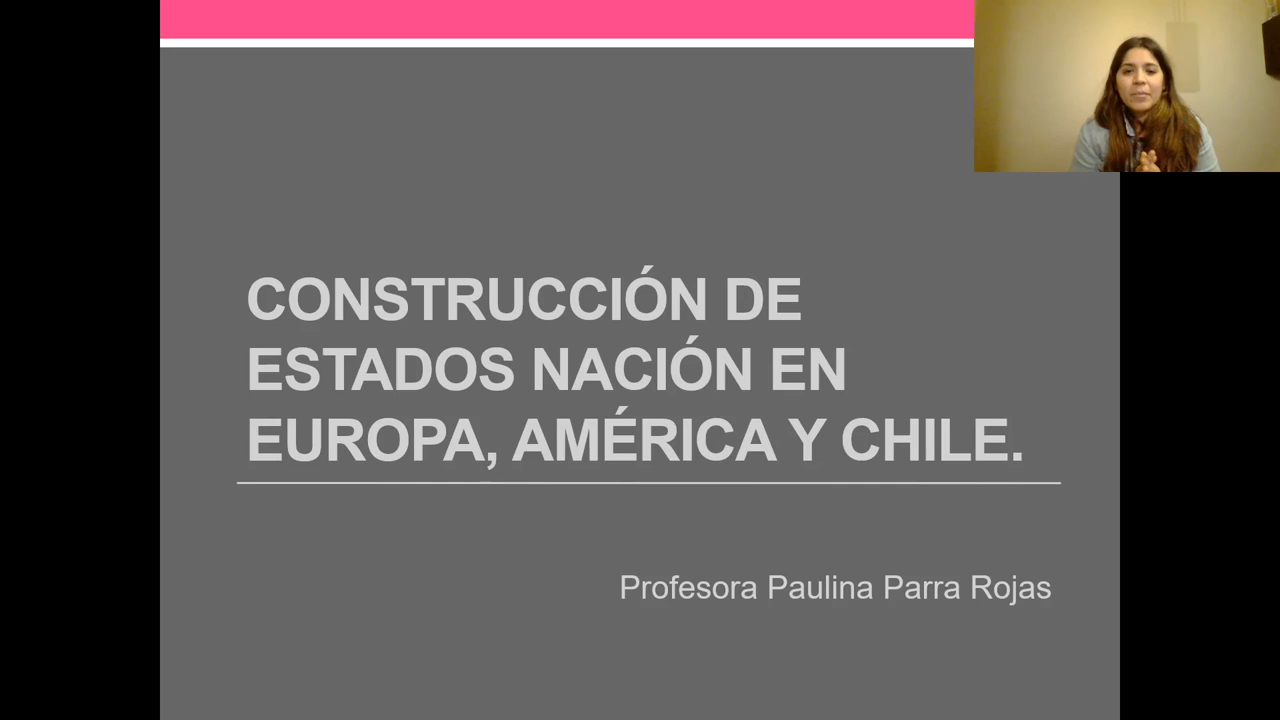 CONSTRUCCIÓN DE
ESTADOS NACIÓN EN
EUROPA, AMÉRICA Y CHILE.
Profesora Paulina Parra Rojas